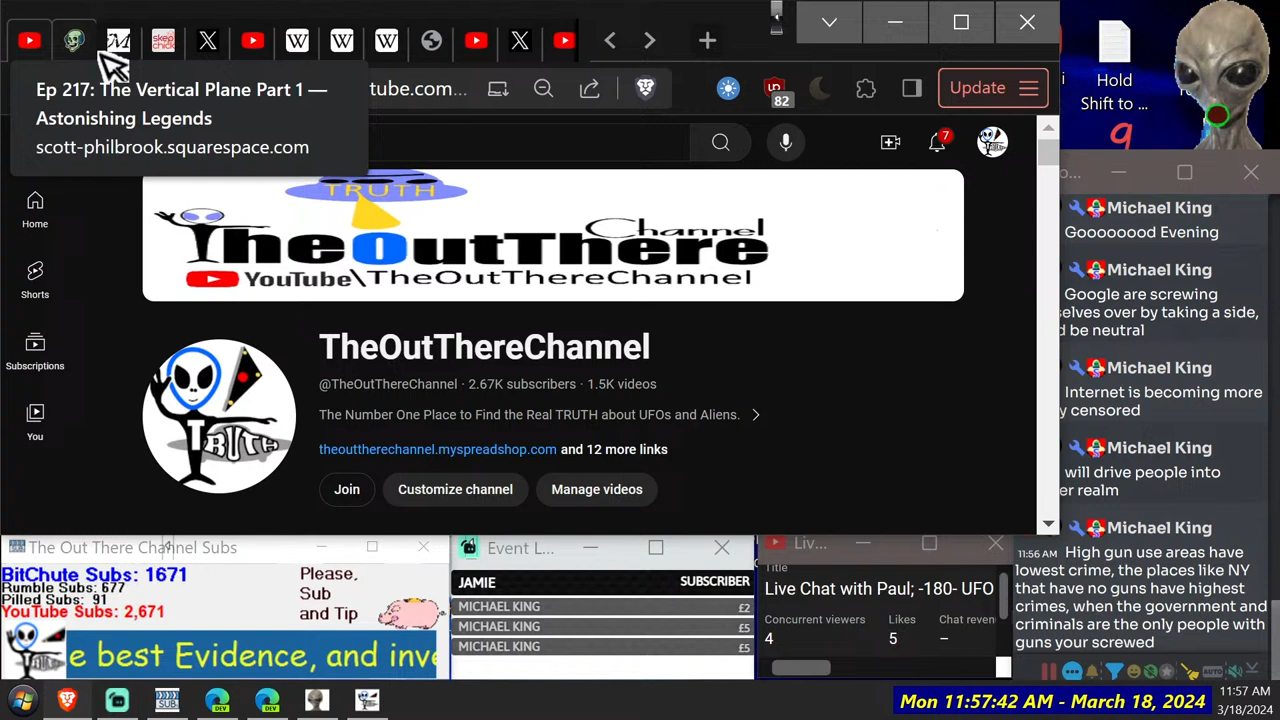 Ep 217: The Vertical Plane Part 1 —
Astonishing Legends
scott-philbrook.squarespace.com
tube.com...
82
Update
7
Hold
Shift to ...
Home
Shorts
Subscriptions
You
TRUTH
TheOutThere
Channel
YouTube\TheOutThereChannel
TRUTH
TheOutThereChannel
@TheOutThereChannel · 2.67K subscribers · 1.5K videos
The Number One Place to Find the Real TRUTH about UFOs and Aliens.
theouttherechannel.myspreadshop.com and 12 more links
Join
Customize channel
Manage videos
Michael King
Goooooood Evening
Michael King
Google are screwing
selves over by taking a side,
d be neutral
Michael King
Internet is becoming more
y censored
Michael King
will drive people into
er realm
Michael King
11:56 AM High gun use areas have
lowest crime, the places like NY
that have no guns have highest
crimes, when the government and
criminals are the only people with
guns your screwed
AUTO
The Out There Channel Subs
BitChute Subs: 1671
Rumble Subs: 677
Pilled Subs: 91
YouTube Subs: 2,671
Please,
Sub
and Tip
e best Evidence, and inve
Event L...
JAMIE SUBSCRIBER
MICHAEL KING £2
MICHAEL KING £5
MICHAEL KING £5
Liv...
Title
Live Chat with Paul; -180- UFO
Concurrent viewers Likes Chat reven
4 5 –
SUB
DEV
DEV
Mon 11:57:42 AM - March 18, 2024
11:57 AM
3/18/2024